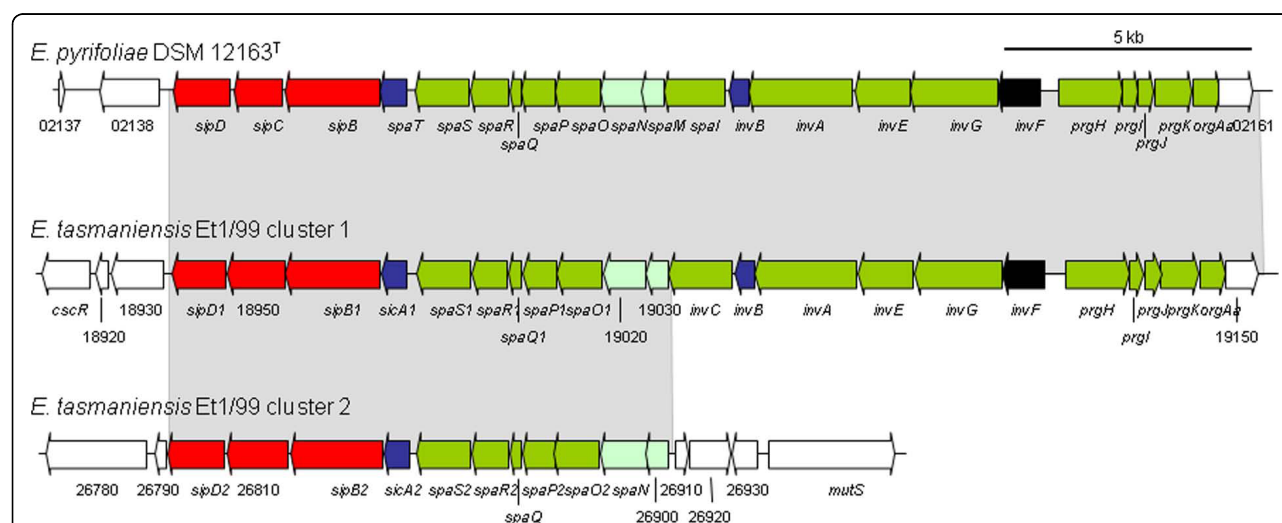 E. pyrifoliae DSM 12163T
5 kb
02137 02138 sipD sipC sipB spaT spaS spaR spaP spaO spaN spaM spaI invB invA invE invG invF prgH prgI prgK orgAa 02161
spaQ prgJ
E. tasmaniensis Et1/99 cluster 1
cscR 18930 sipD1 18950 sipB1 sicA1 spaS1 spaR1 spaP1 spaO1 19030 invC invB invA invE invG invF prgH prgJ prgK orgAa
18920 spaQ1 19020 prgI 19150
E. tasmaniensis Et1/99 cluster 2
26780 26790 sipD2 26810 sipB2 sicA2 spaS2 spaR2 spaP2 spaO2 spaN 26910 26930 mutS
spaQ 26900 26920